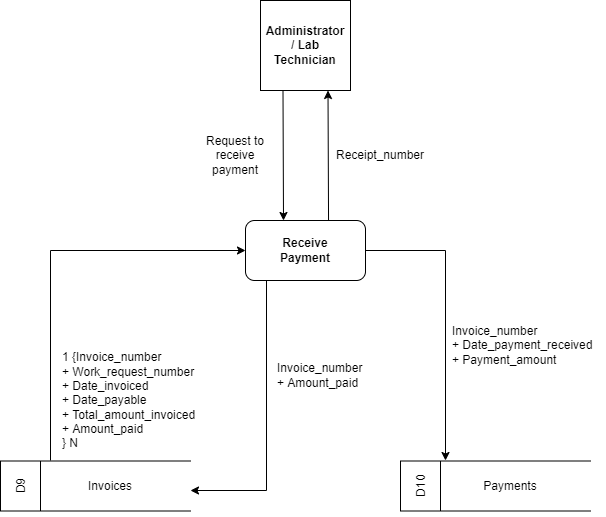 Administrator
/ Lab
Technician
Request to
receive
payment
Receipt_number
Receive
Payment
1 {Invoice_number
+ Work_request_number
+ Date_invoiced
+ Date_payable
+ Total_amount_invoiced
+ Amount_paid
} N
Invoice_number
+ Amount_paid
Invoice_number
+ Date_payment_received
+ Payment_amount
D9
Invoices
D10
Payments